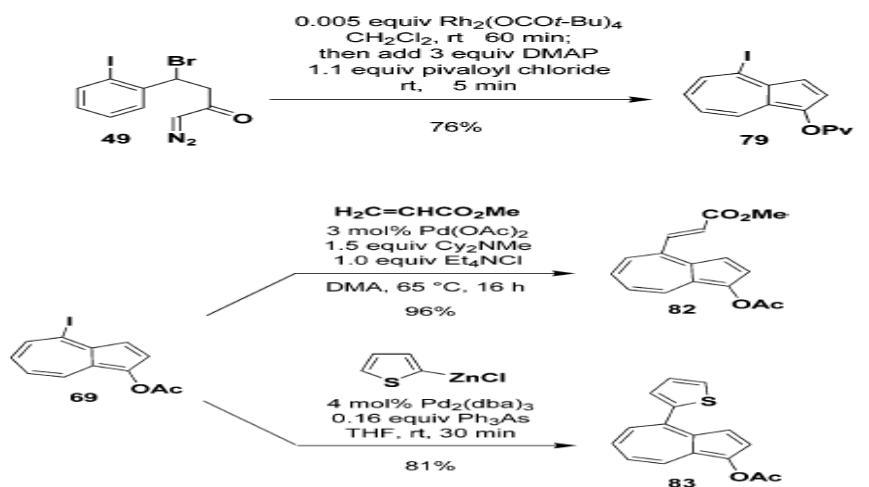 0.005 equiv Rh2(OCOt-Bu)4
CH2Cl2, rt 60 min;
then add 3 equiv DMAP
1.1 equiv pivaloyl chloride
rt, 5 min
76%
I
Br
O
N2
49
I
OPv
79
H2C=CHCO2Me
3 mol% Pd(OAc)2
1.5 equiv Cy2NMe
1.0 equiv Et4NCl
DMA, 65 °C, 16 h
96%
CO2Me
OAc
82
I
OAc
69
S
ZnCl
4 mol% Pd2(dba)3
0.16 equiv Ph3As
THF, rt, 30 min
81%
S
OAc
83